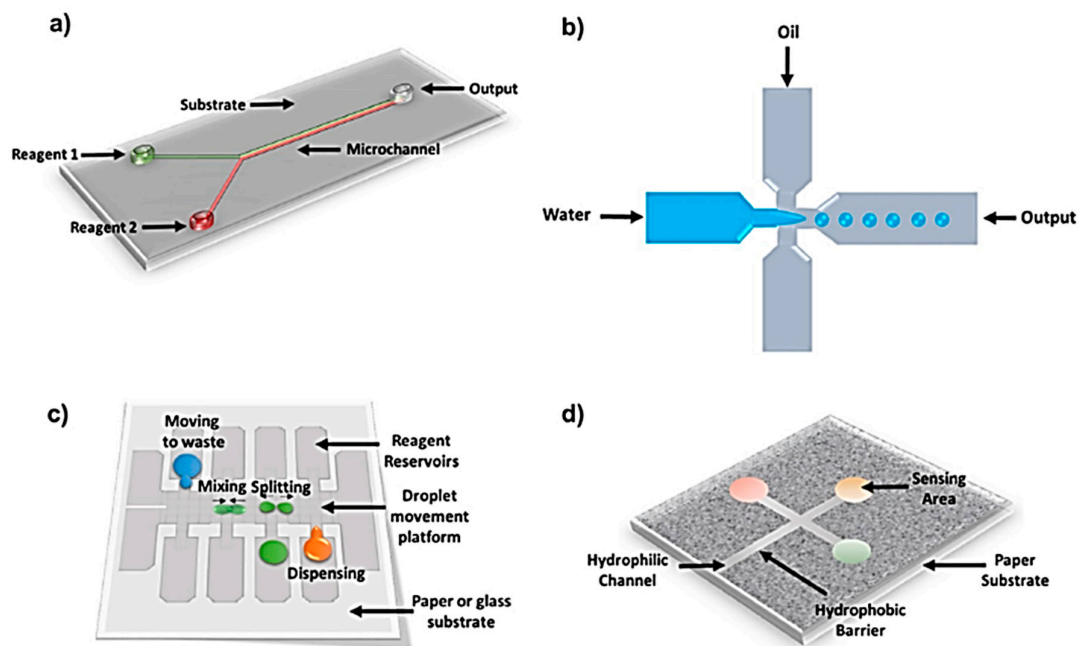 a)
Substrate
Output
Reagent 1
Microchannel
Reagent 2
b)
Oil
Water
Output
c)
Moving
to waste
Reagent
Reservoirs
Mixing
Splitting
Droplet
movement
platform
Dispensing
Paper or glass
substrate
d)
Sensing
Area
Hydrophilic
Channel
Paper
Substrate
Hydrophobic
Barrier